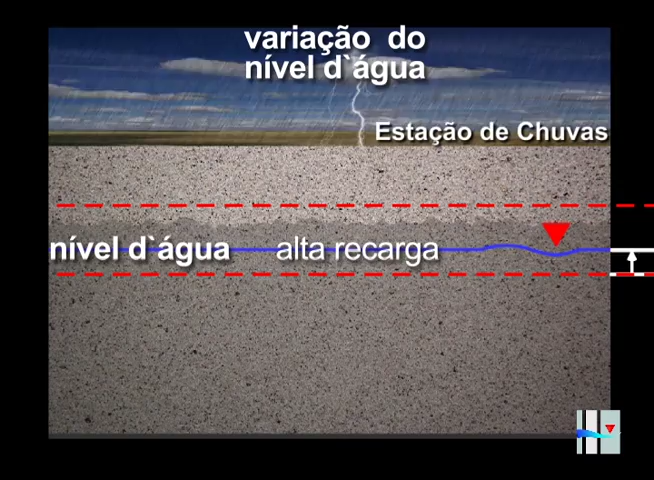 variação do
nível d`água
Estação de Chuvas
nível d`água alta recarga